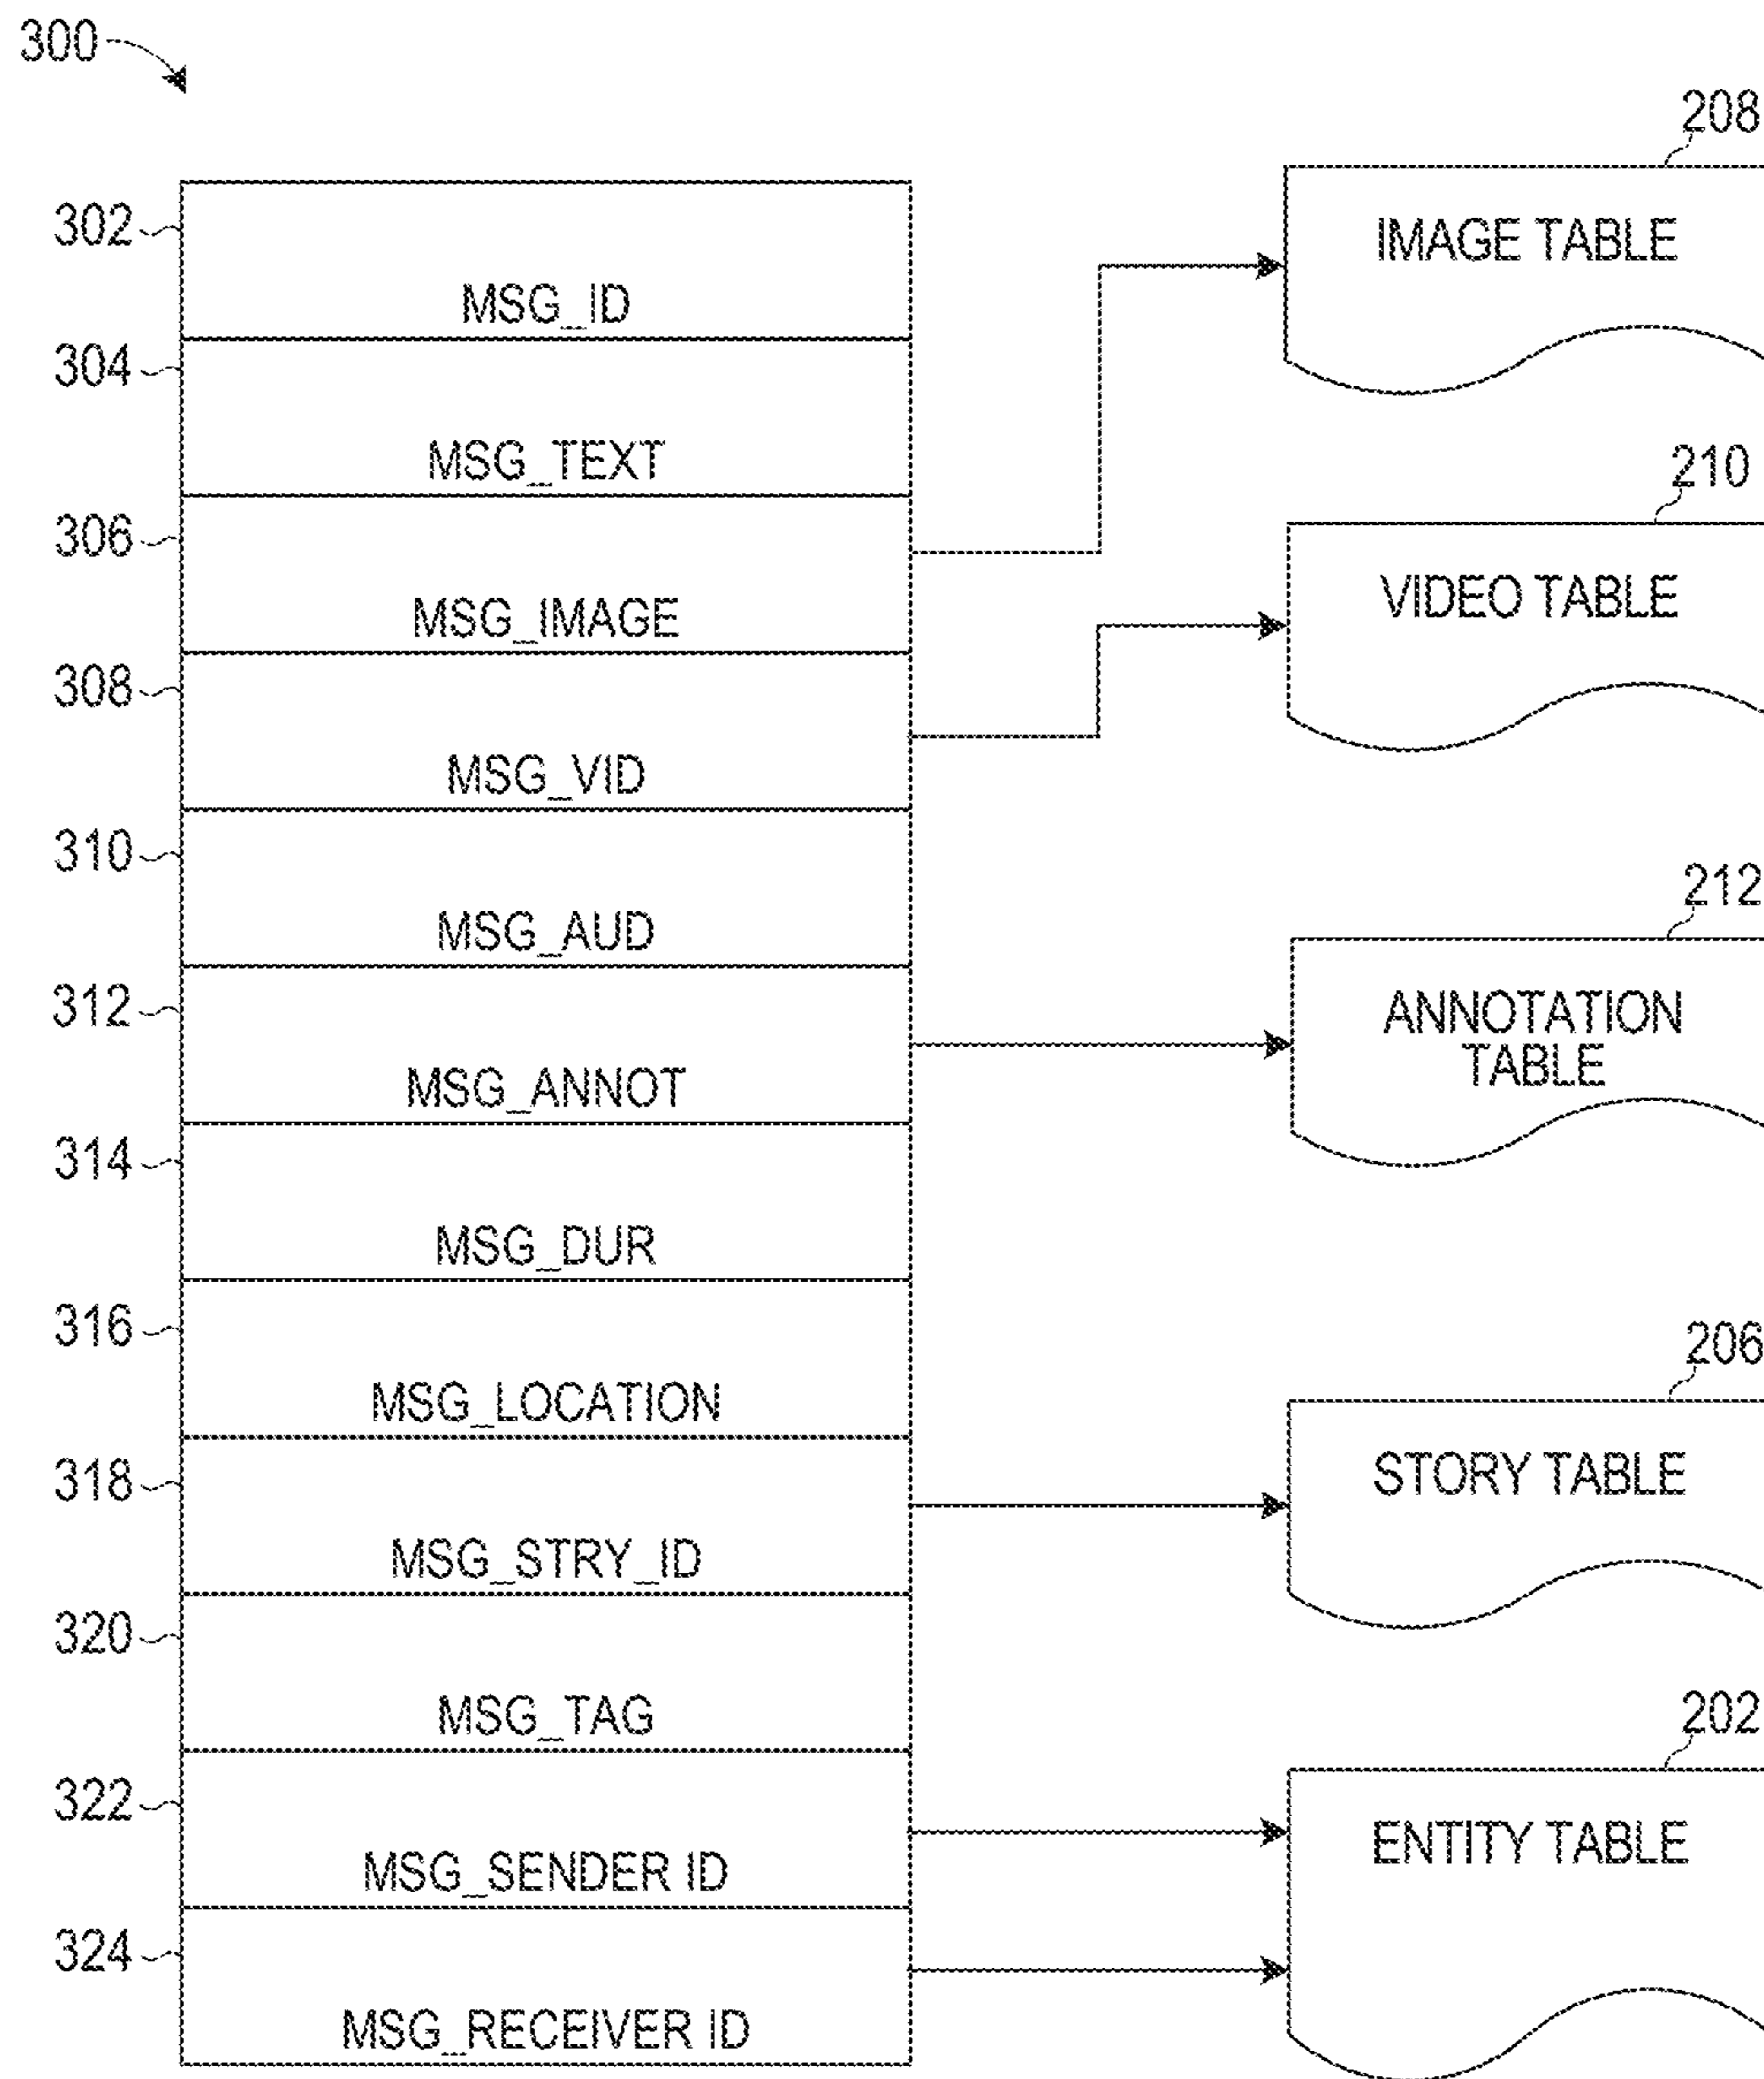 300
302
MSG_ID
304
MSG_TEXT
306
MSG_IMAGE
308
MSG_VID
310
MSG_AUD
312
MSG_ANNOT
314
MSG_DUR
316
MSG_LOCATION
318
MSG_STRY_ID
320
MSG_TAG
322
MSG_SENDER ID
324
MSG_RECEIVER ID
208
IMAGE TABLE
210
VIDEO TABLE
212
ANNOTATION
TABLE
206
STORY TABLE
202
ENTITY TABLE